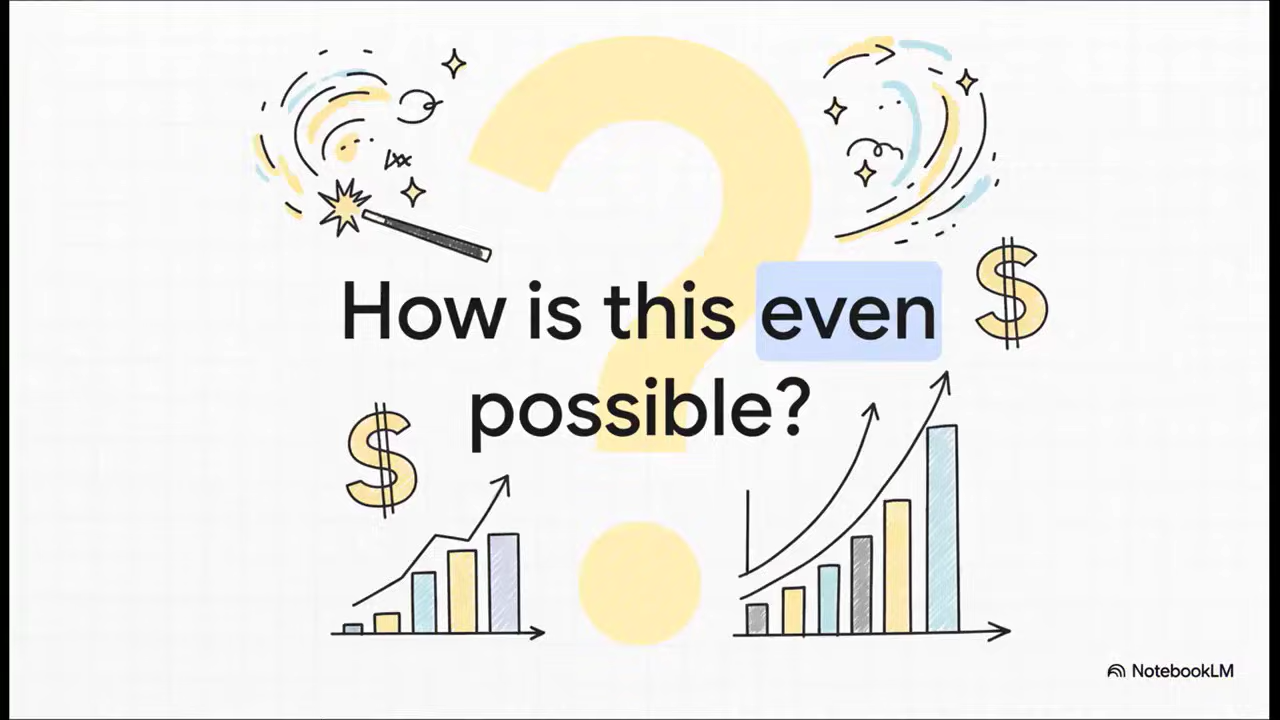 How is this even
possible?
$
$
NotebookLM